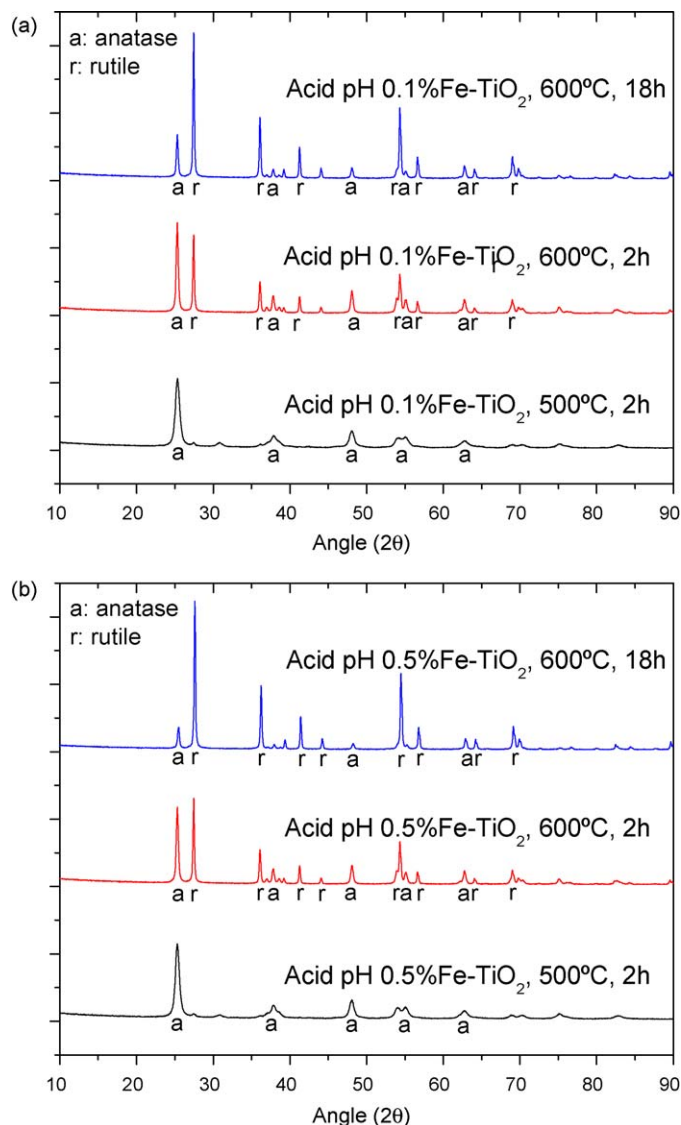 (a)
a: anatase
r: rutile
Acid pH 0.1%Fe-TiO₂, 600ºC, 18h
a r r a r a r a r a r r
Acid pH 0.1%Fe-TiO₂, 600ºC, 2h
a r r a r a r a r a r r
Acid pH 0.1%Fe-TiO₂, 500ºC, 2h
a a a a a
10 20 30 40 50 60 70 80 90
Angle (2θ)
(b)
a: anatase
r: rutile
Acid pH 0.5%Fe-TiO₂, 600ºC, 18h
a r r r r a r r a r r
Acid pH 0.5%Fe-TiO₂, 600ºC, 2h
a r r a r r a r a r a r r
Acid pH 0.5%Fe-TiO₂, 500ºC, 2h
a a a a a
10 20 30 40 50 60 70 80 90
Angle (2θ)